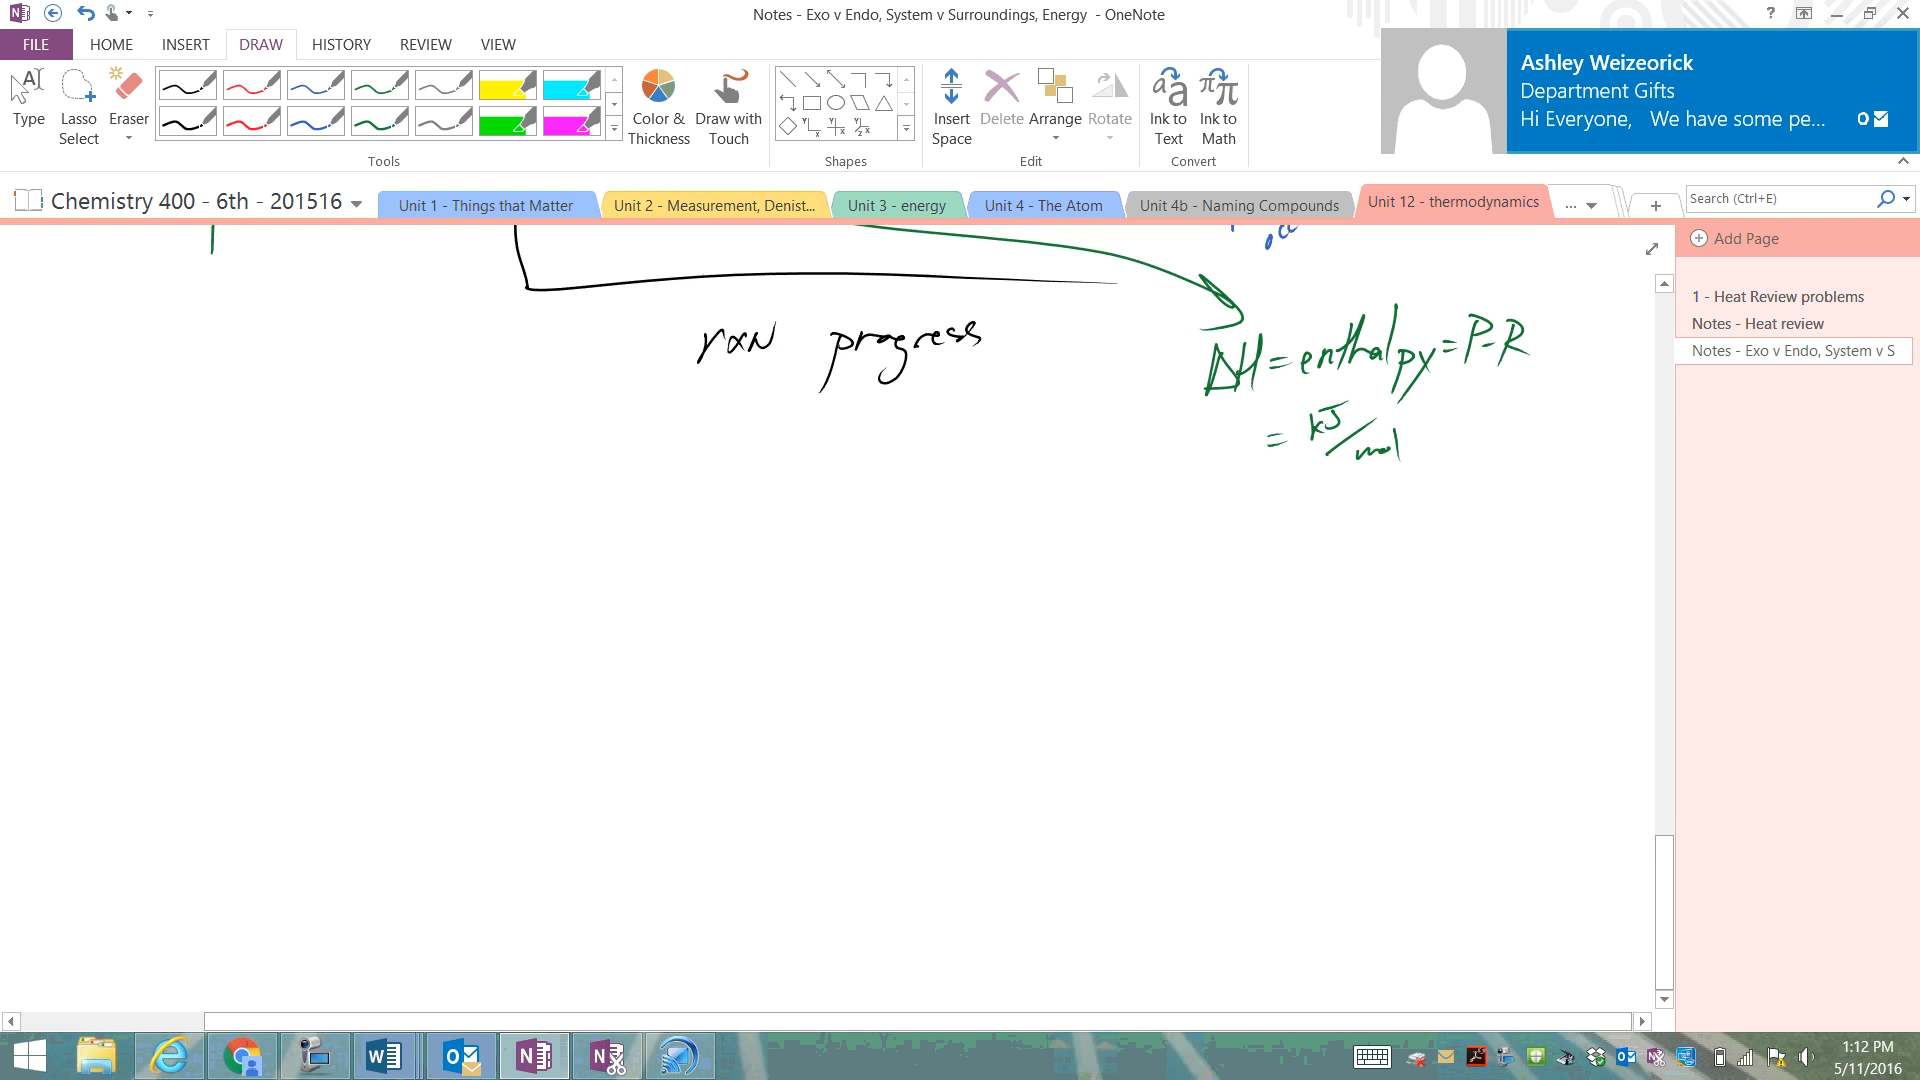 Notes - Exo v Endo, System v Surroundings, Energy - OneNote
FILE HOME INSERT DRAW HISTORY REVIEW VIEW
Ashley Weizeorick
Department Gifts
Hi Everyone, We have some pe...
Type
Lasso Select
Eraser
Color & Thickness
Draw with Touch
Insert Space
Delete
Arrange
Rotate
Ink to Text
Ink to Math
Tools
Shapes
Edit
Convert
Chemistry 400 - 6th - 201516
Unit 1 - Things that Matter
Unit 2 - Measurement, Denist...
Unit 3 - energy
Unit 4 - The Atom
Unit 4b - Naming Compounds
Unit 12 - thermodynamics
...
Search (Ctrl+E)
Add Page
1 - Heat Review problems
Notes - Heat review
Notes - Exo v Endo, System v S
rxN progress
ΔH = enthalpy = P-R
= kJ/mol
1:12 PM
5/11/2016